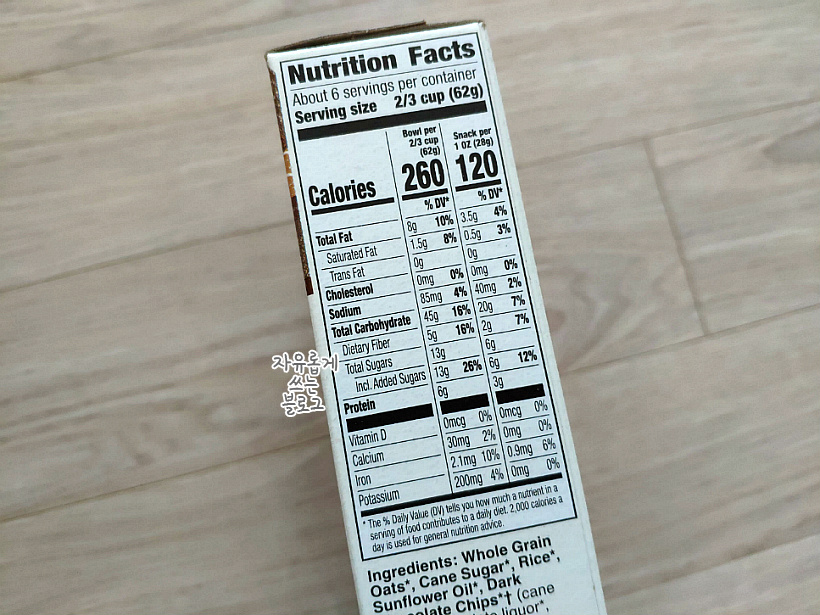 Nutrition Facts
About 6 servings per container
Serving size 2/3 cup (62g)
Bowl per 2/3 cup (62g)
Snack per 1 OZ (28g)
Calories 260 120
% DV* % DV*
Total Fat 8g 10% 3.5g 4%
Saturated Fat 1.5g 8% 0.5g 3%
Trans Fat 0g 0g
Cholesterol 0mg 0% 0mg 0%
Sodium 85mg 4% 40mg 2%
Total Carbohydrate 45g 16% 20g 7%
Dietary Fiber 5g 16% 2g 7%
Total Sugars 13g 6g
Incl. Added Sugars 13g 26% 6g 12%
Protein 6g 3g
Vitamin D 0mcg 0% 0mcg 0%
Calcium 30mg 2% 0mg 0%
Iron 2.1mg 10% 0.9mg 6%
Potassium 200mg 4% 0mg 0%
* The % Daily Value (DV) tells you how much a nutrient in a
serving of food contributes to a daily diet. 2,000 calories a
day is used for general nutrition advice.
Ingredients: Whole Grain
Oats*, Cane Sugar*, Rice*,
Sunflower Oil*, Dark
Chips*† (cane
liquor*,
자유롭게
쓰는
블로그